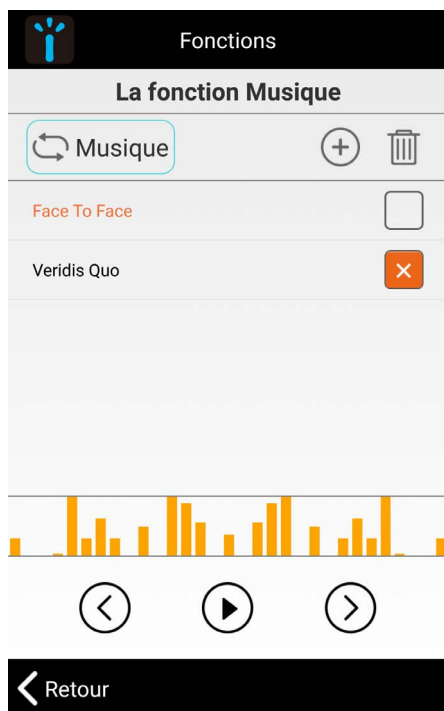 Fonctions
La fonction Musique
Musique
Face To Face
Veridis Quo
Retour